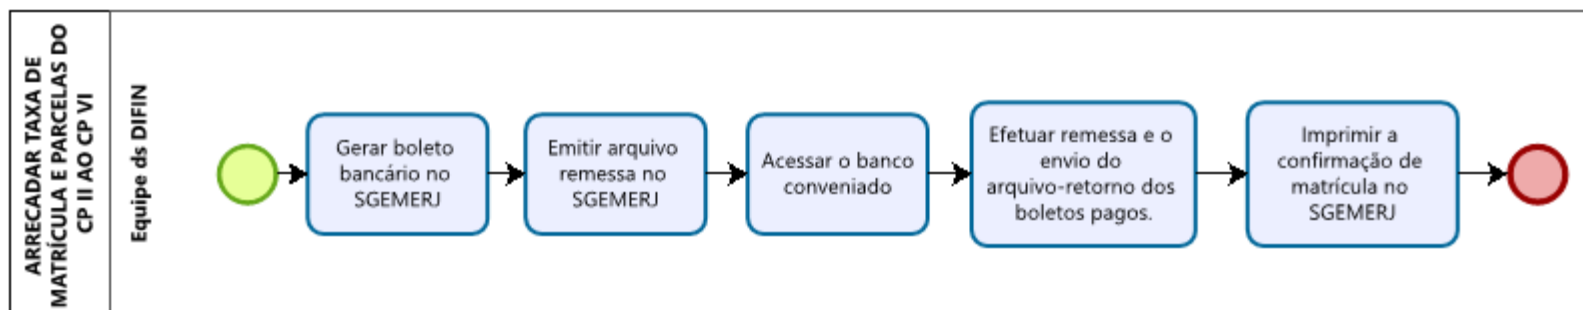 ARRECADAR TAXA DE
MATRÍCULA E PARCELAS DO
CP II AO CP VI
Equipe ds DIFIN
Gerar boleto
bancário no
SGEMERJ
Emitir arquivo
remessa no
SGEMERJ
Acessar o banco
conveniado
Efetuar remessa e o
envio do
arquivo-retorno dos
boletos pagos.
Imprimir a
confirmação de
matrícula no
SGEMERJ